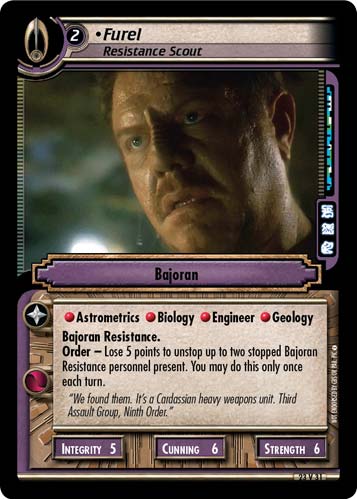 2
•Furel
Resistance Scout
Bajoran
Astrometrics Biology Engineer Geology
Bajoran Resistance.
Order – Lose 5 points to unstop up to two stopped Bajoran
Resistance personnel present. You may do this only once
each turn.
“We found them. It’s a Cardassian heavy weapons unit. Third
Assault Group, Ninth Order.”
Integrity 5 Cunning 6 Strength 6
23 V 31